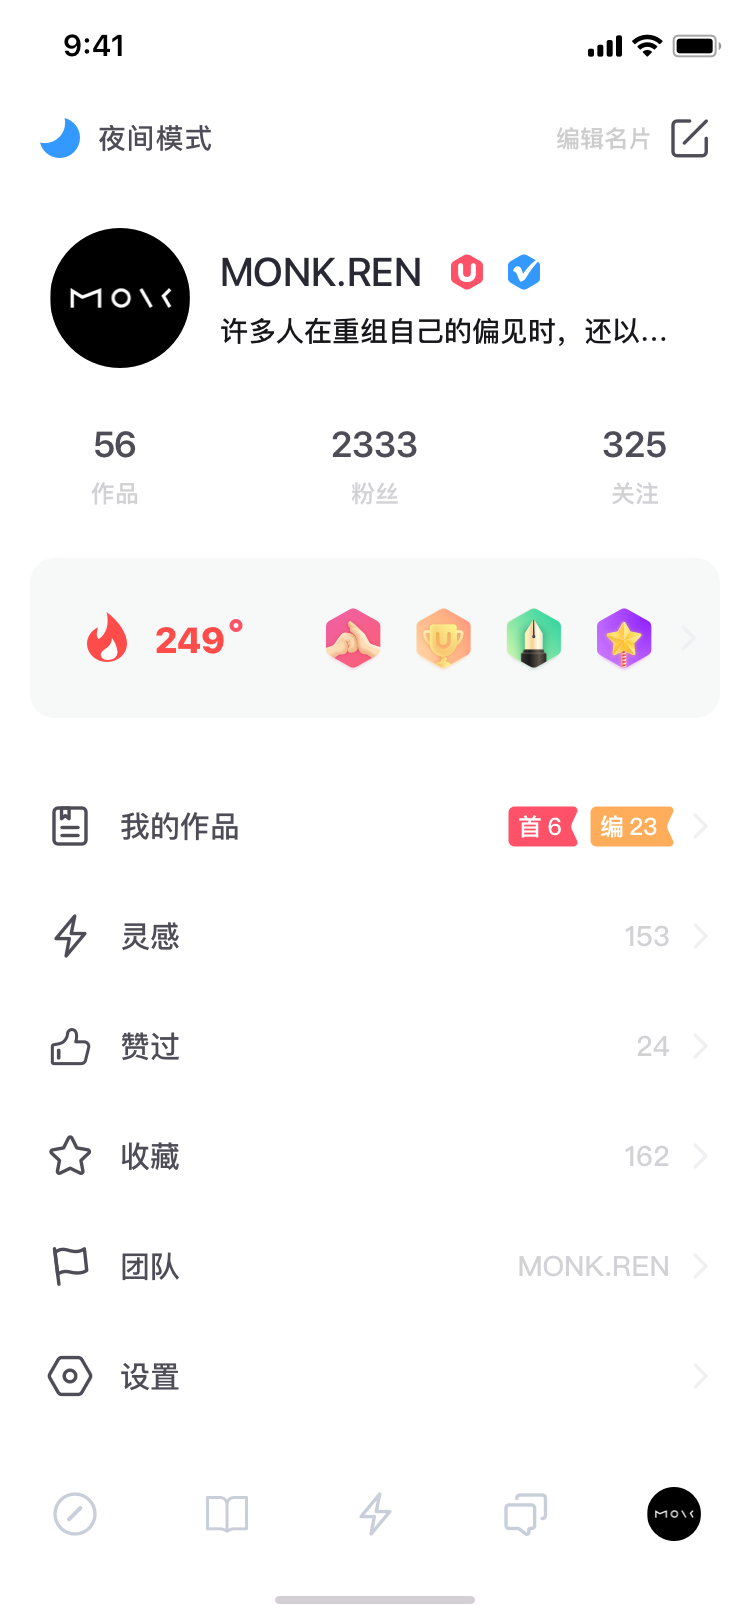 9:41
夜间模式
编辑名片
MONK
MONK.REN
许多人在重组自己的偏见时，还以...
56
2333
325
作品
粉丝
关注
249°
我的作品
首 6
编 23
灵感
153
赞过
24
收藏
162
团队
MONK.REN
设置
MONK